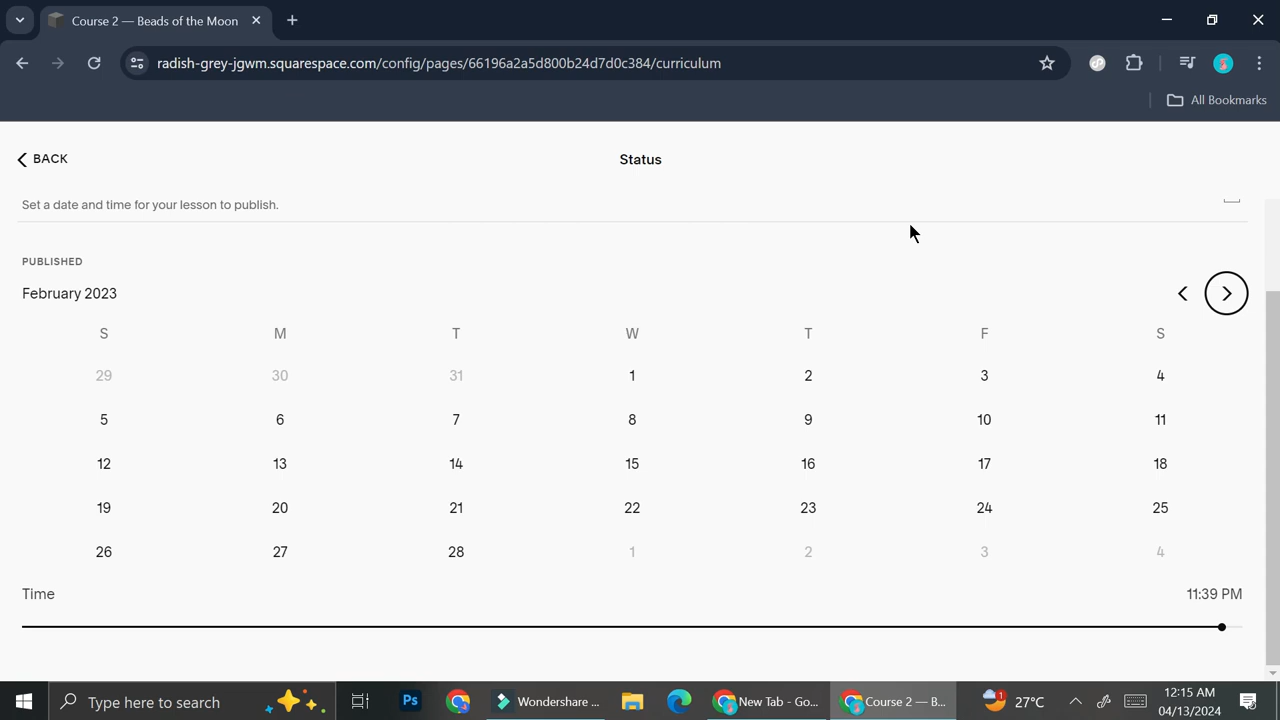 Course 2 — Beads of the Moon
radish-grey-jgwm.squarespace.com/config/pages/66196a2a5d800b24d7d0c384/curriculum
All Bookmarks
BACK
Status
Set a date and time for your lesson to publish.
PUBLISHED
February 2023
S M T W T F S
29 30 31 1 2 3 4
5 6 7 8 9 10 11
12 13 14 15 16 17 18
19 20 21 22 23 24 25
26 27 28 1 2 3 4
Time 11:39 PM
Type here to search
Ps
Wondershare ...
New Tab - Go...
Course 2 — B...
1
27°C
12:15 AM
04/13/2024